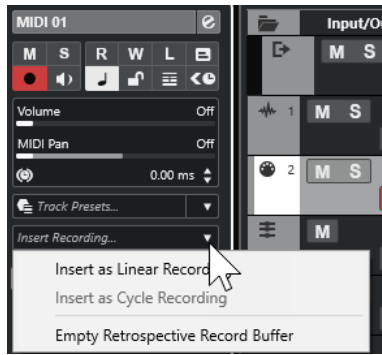 MIDI 01
Input/Ou
M S R W L
M S
Volume Off
1 M S
MIDI Pan Off
0.00 ms
2 M S
Track Presets...
Insert Recording...
M
Insert as Linear Record
Insert as Cycle Recording
Empty Retrospective Record Buffer